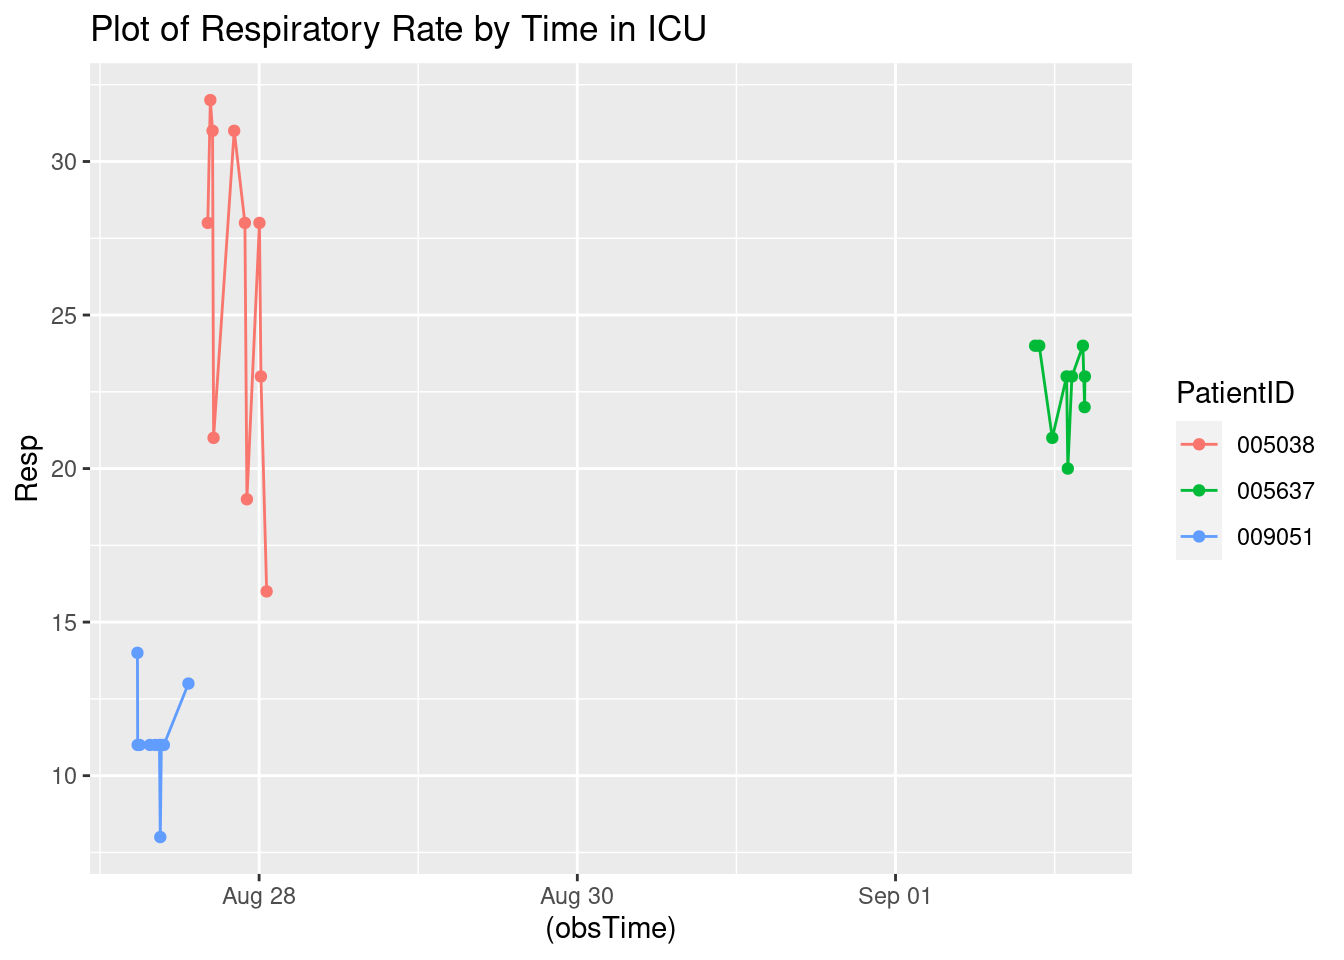 Plot of Respiratory Rate by Time in ICU
30
25
20
15
10
Resp
Aug 28
Aug 30
Sep 01
(obsTime)
PatientID
005038
005637
009051